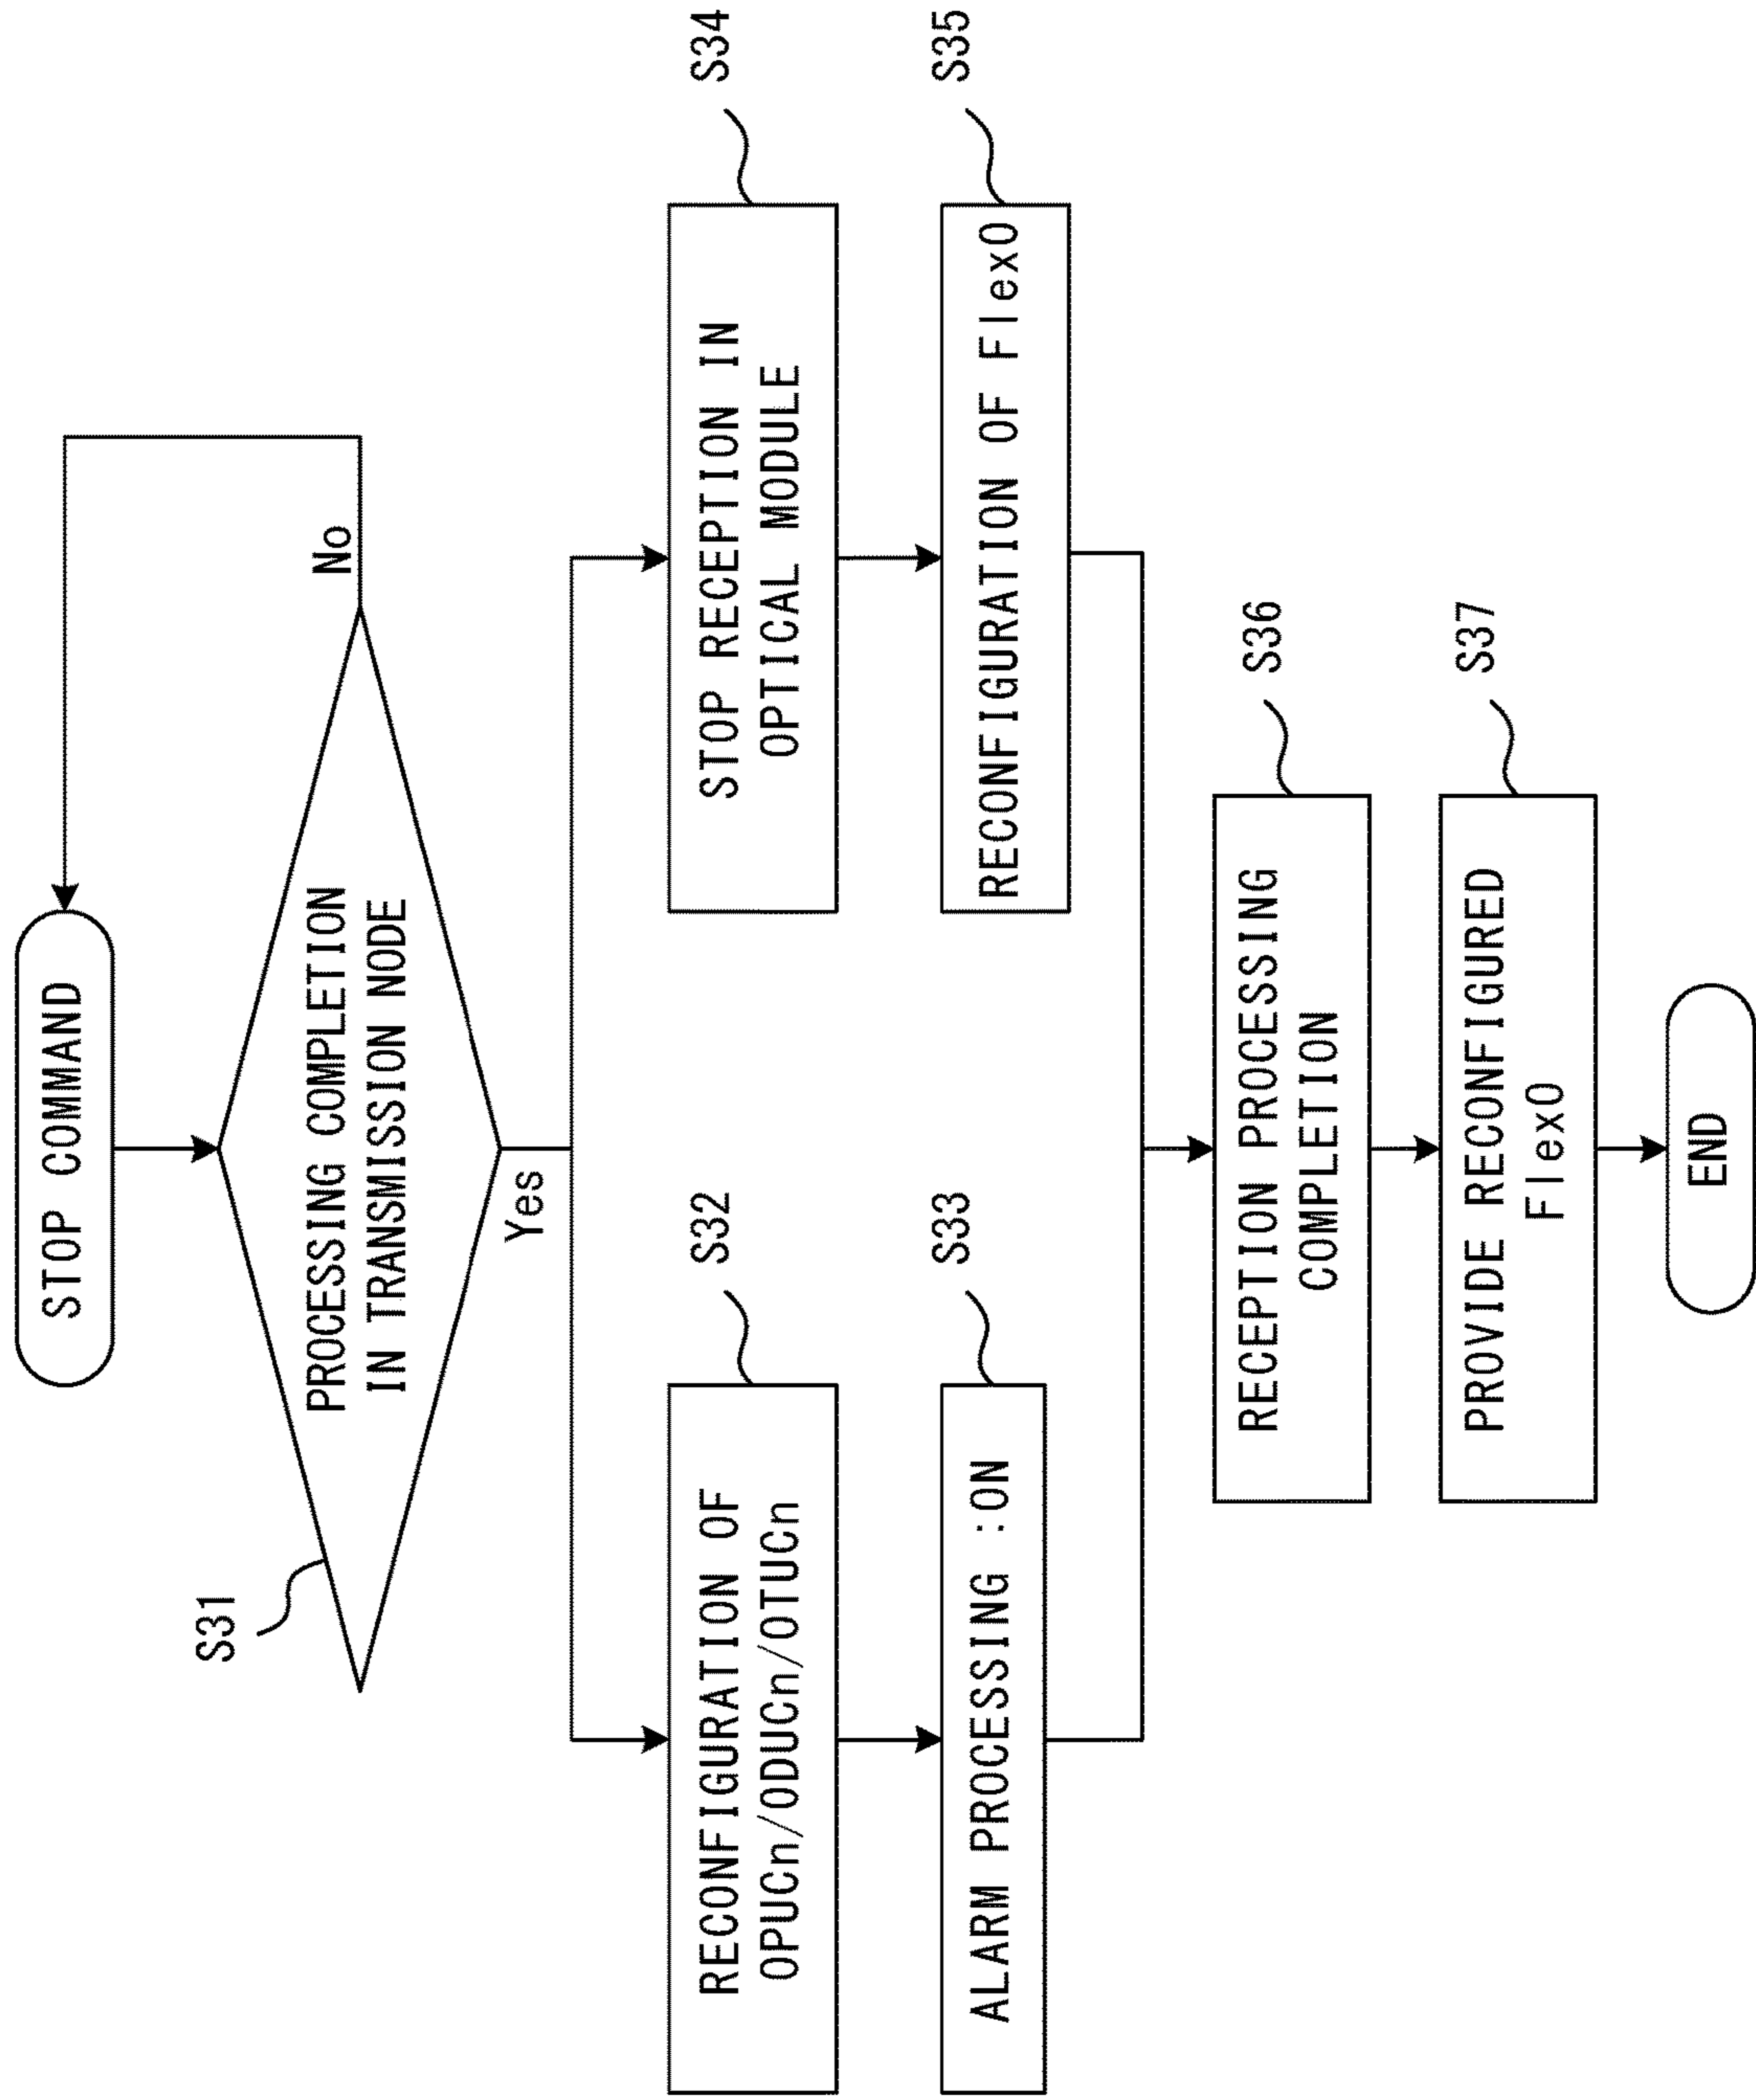 STOP COMMAND
S31
PROCESSING COMPLETION
IN TRANSMISSION NODE
No
Yes
S32
RECONFIGURATION OF
OPUCn/ODUCn/OTUCn
S33
ALARM PROCESSING :ON
S34
STOP RECEPTION IN
OPTICAL MODULE
S35
RECONFIGURATION OF FlexO
S36
RECEPTION PROCESSING
COMPLETION
S37
PROVIDE RECONFIGURED
FlexO
END